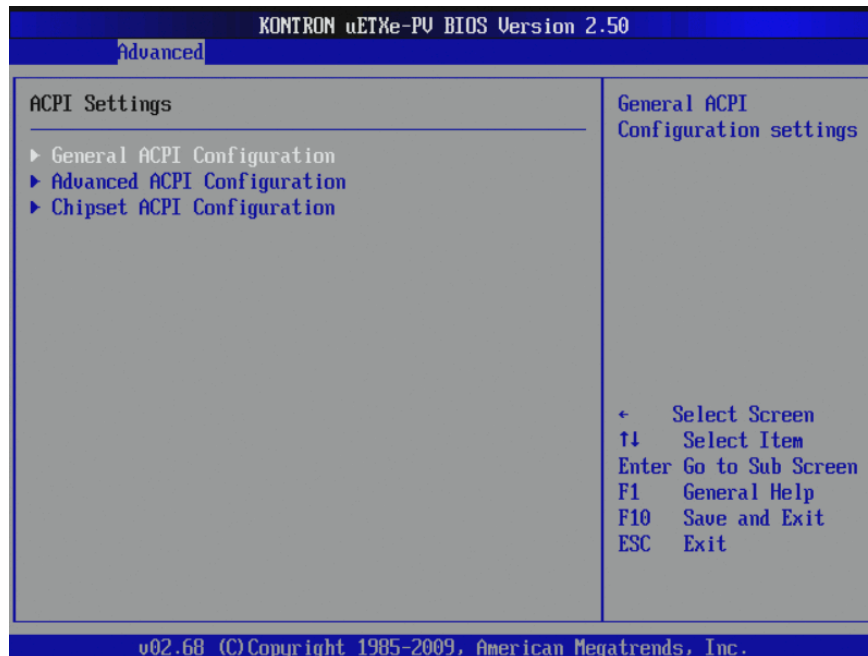 KONTRON uETXe-PV BIOS Version 2.50
Advanced
ACPI Settings
▶ General ACPI Configuration
▶ Advanced ACPI Configuration
▶ Chipset ACPI Configuration
General ACPI
Configuration settings
← Select Screen
↑↓ Select Item
Enter Go to Sub Screen
F1 General Help
F10 Save and Exit
ESC Exit
v02.68 (C)Copyright 1985-2009, American Megatrends, Inc.